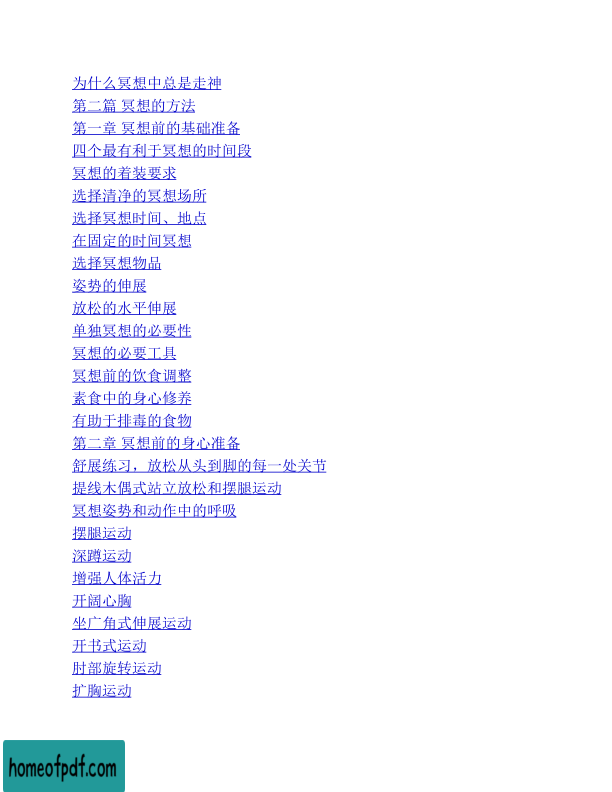 为什么冥想中总是走神
第二篇 冥想的方法
第一章 冥想前的基础准备
四个最有利于冥想的时间段
冥想的着装要求
选择清净的冥想场所
选择冥想时间、地点
在固定的时间冥想
选择冥想物品
姿势的伸展
放松的水平伸展
单独冥想的必要性
冥想的必要工具
冥想前的饮食调整
素食中的身心修养
有助于排毒的食物
第二章 冥想前的身心准备
舒展练习，放松从头到脚的每一处关节
提线木偶式站立放松和摆腿运动
冥想姿势和动作中的呼吸
摆腿运动
深蹲运动
增强人体活力
开阔心胸
坐广角式伸展运动
开书式运动
肘部旋转运动
扩胸运动
homeofpdf.com